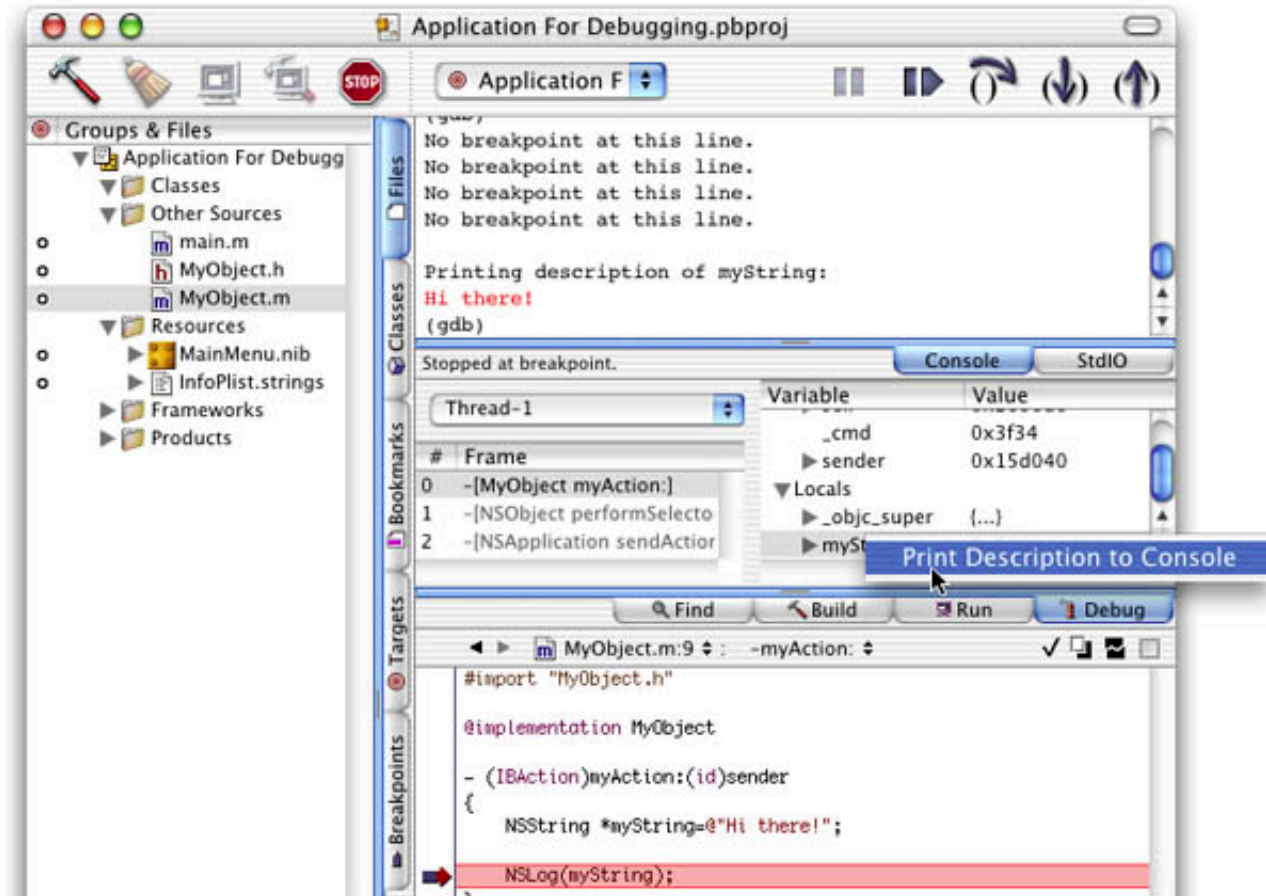 Application For Debugging.pbproj
STOP
Application F
Groups & Files
Application For Debugg
Classes
Other Sources
main.m
MyObject.h
MyObject.m
Resources
MainMenu.nib
InfoPlist.strings
Frameworks
Products
Files
Classes
Bookmarks
Targets
Breakpoints
(gdb)
No breakpoint at this line.
No breakpoint at this line.
No breakpoint at this line.
No breakpoint at this line.
Printing description of myString:
Hi there!
(gdb)
Stopped at breakpoint.
Console StdIO
Thread-1
# Frame
0 -[MyObject myAction:]
1 -[NSObject performSelecto
2 -[NSApplication sendAction
Variable Value
_cmd 0x3f34
sender 0x15d040
Locals
_objc_super {...}
mySt
Print Description to Console
Find Build Run Debug
MyObject.m:9 : -myAction:
#import "MyObject.h"
@implementation MyObject
- (IBAction)myAction:(id)sender
{
NSString *myString=@"Hi there!";
NSLog(myString);